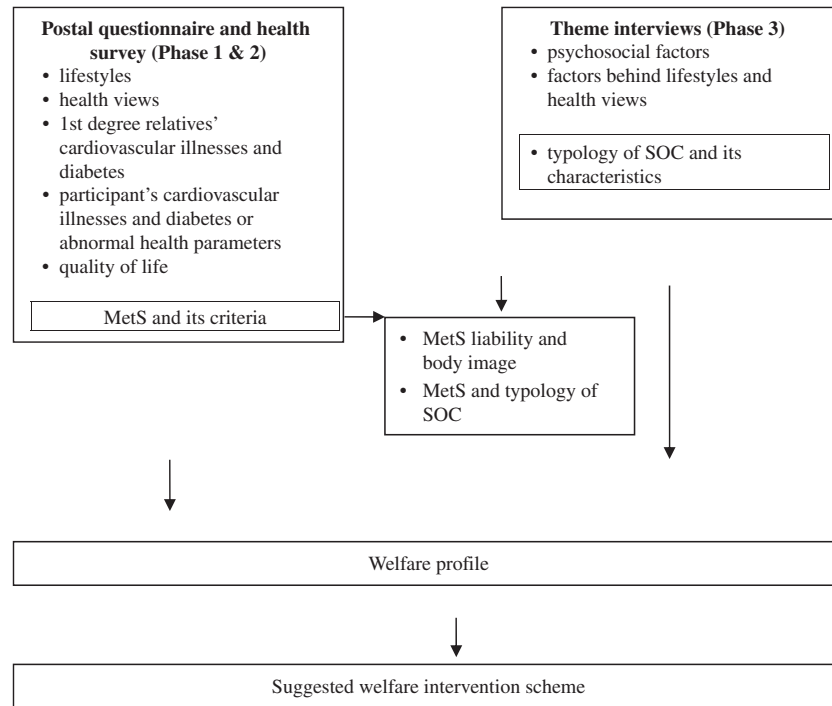 Postal questionnaire and health
survey (Phase 1 & 2)
• lifestyles
• health views
• 1st degree relatives’
cardiovascular illnesses and
diabetes
• participant’s cardiovascular
illnesses and diabetes or
abnormal health parameters
• quality of life
MetS and its criteria
Theme interviews (Phase 3)
• psychosocial factors
• factors behind lifestyles and
health views
• typology of SOC and its
characteristics
• MetS liability and
body image
• MetS and typology of
SOC
Welfare profile
Suggested welfare intervention scheme